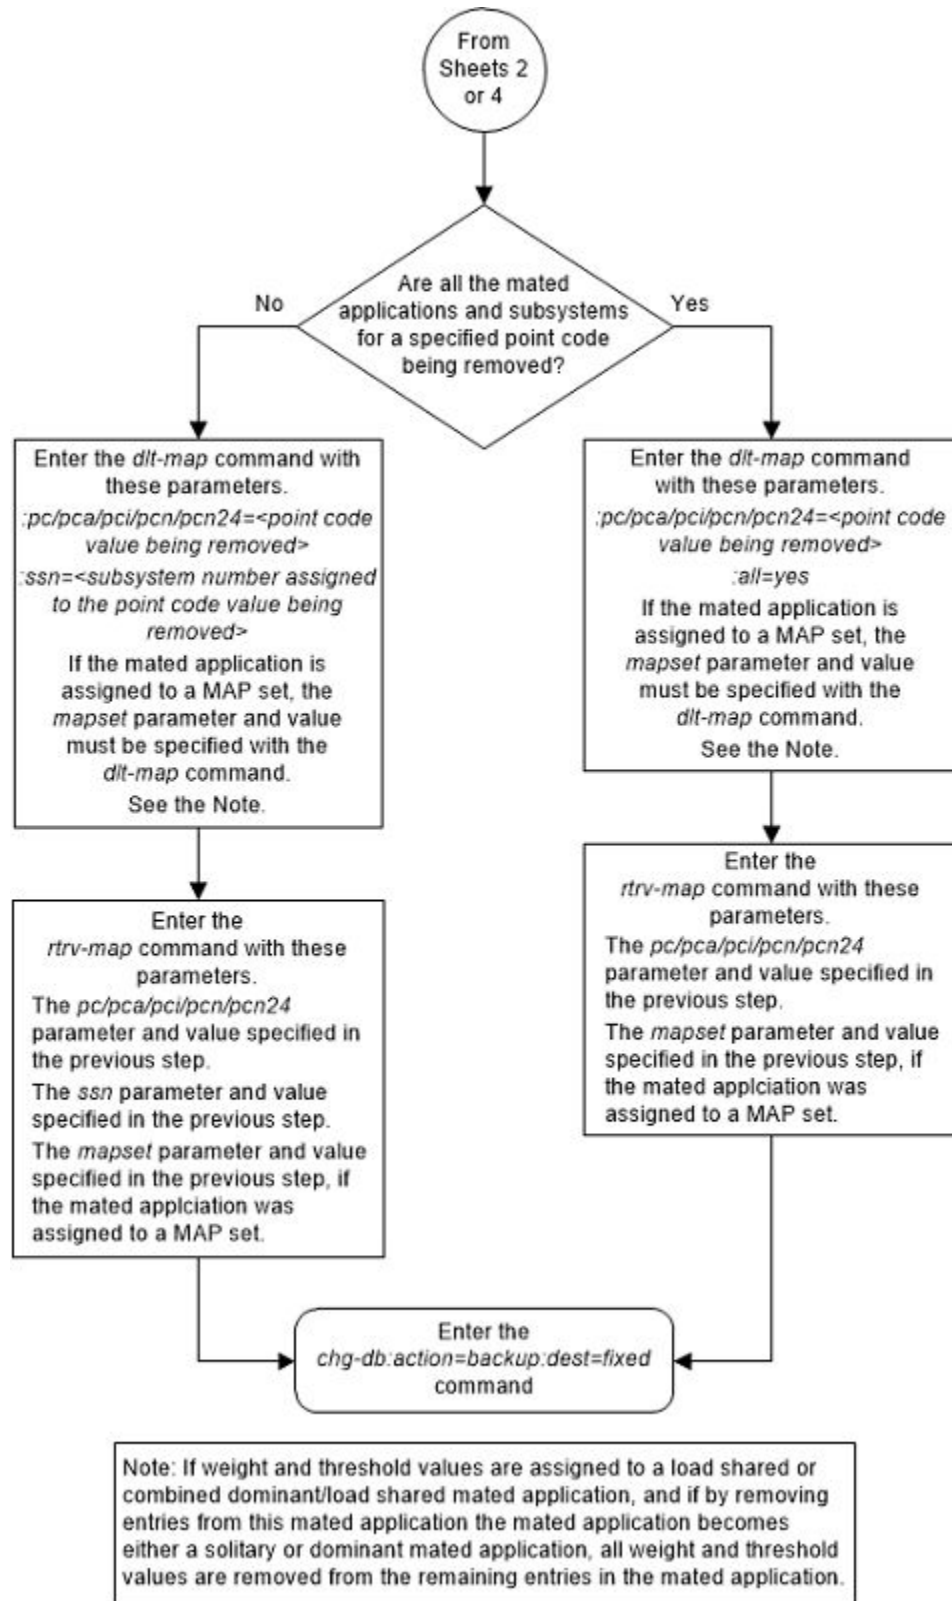 From
Sheets 2
or 4
Are all the mated
applications and subsystems
for a specified point code
being removed?
No
Yes
Enter the dlt-map command with
these parameters.
:pc/pca/pci/pcn/pcn24=<point code
value being removed>
:ssn=<subsystem number assigned
to the point code value being
removed>
If the mated application is
assigned to a MAP set, the
mapset parameter and value
must be specified with the
dlt-map command.
See the Note.
Enter the
rtrv-map command with these
parameters.
The pc/pca/pci/pcn/pcn24
parameter and value specified in
the previous step.
The ssn parameter and value
specified in the previous step.
The mapset parameter and value
specified in the previous step, if
the mated applciation was
assigned to a MAP set.
Enter the dlt-map command
with these parameters.
:pc/pca/pci/pcn/pcn24=<point code
value being removed>
:all=yes
If the mated application is
assigned to a MAP set, the
mapset parameter and value
must be specified with the
dlt-map command.
See the Note.
Enter the
rtrv-map command with these
parameters.
The pc/pca/pci/pcn/pcn24
parameter and value specified in
the previous step.
The mapset parameter and value
specified in the previous step, if
the mated applciation was
assigned to a MAP set.
Enter the
chg-db:action=backup:dest=fixed
command
Note: If weight and threshold values are assigned to a load shared or
combined dominant/load shared mated application, and if by removing
entries from this mated application the mated application becomes
either a solitary or dominant mated application, all weight and threshold
values are removed from the remaining entries in the mated application.